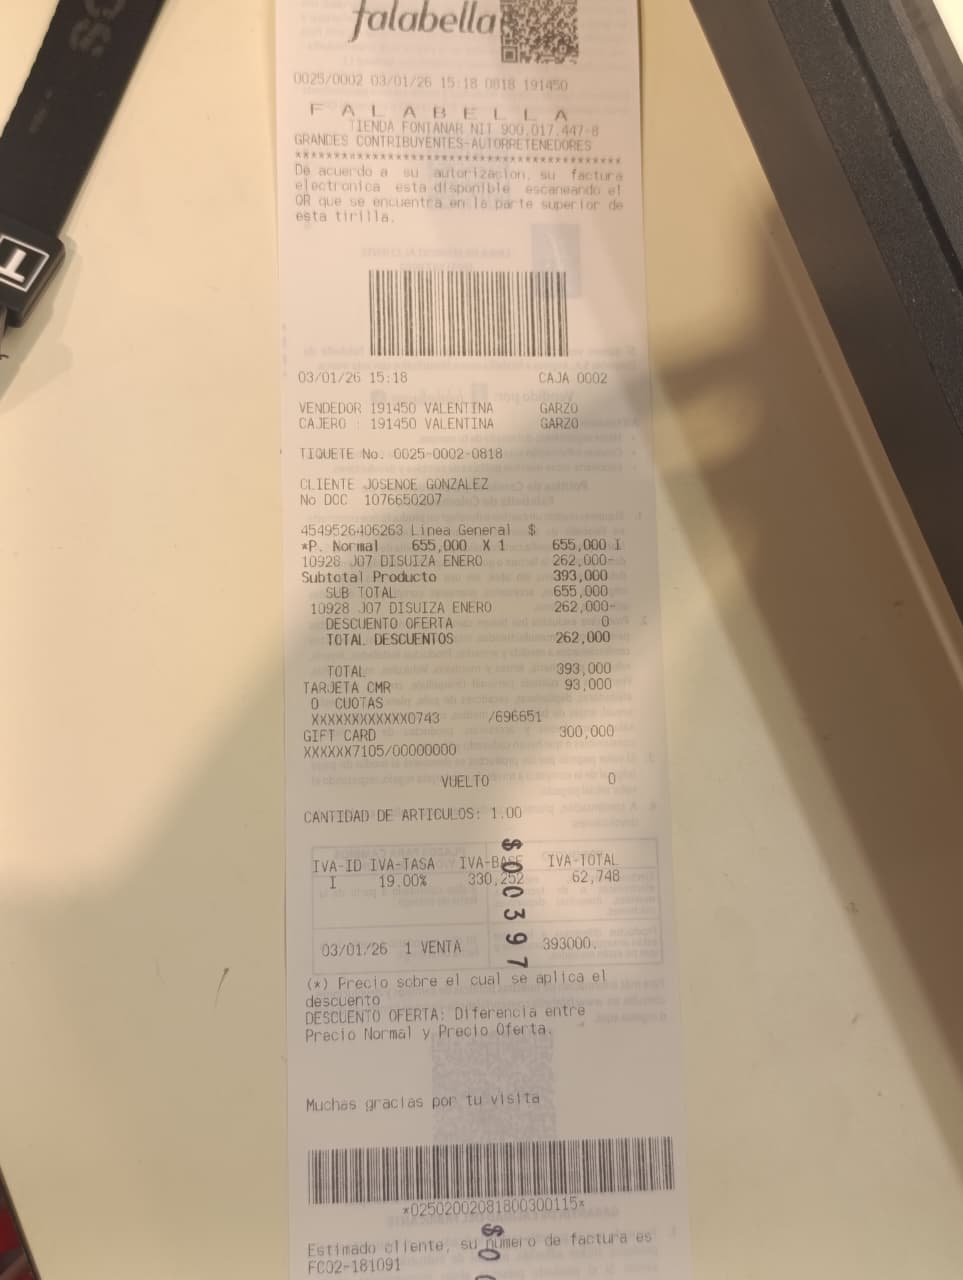 falabella
0025/0002 03/01/26 15:18 0818 191450
F A L A B E L L A
TIENDA FONTANAR NIT 900,017.447-8
GRANDES CONTRIBUYENTES-AUTORRETENEDORES
De acuerdo a su autorizacion, su factura
electronica esta disponible escaneando el
QR que se encuentra en la parte superior de
esta tirilla.
03/01/26 15:18 CAJA 0002
VENDEDOR 191450 VALENTINA GARZO
CAJERO : 191450 VALENTINA GARZO
TIQUETE No. 0025-0002-0818
CLIENTE JOSENOE GONZALEZ
No DOC 1076650207
4549526406263 Linea General $
*P. Normal 655,000 X 1 655,000 I
10928 J07 DISUIZA ENERO 262,000-
Subtotal Producto 393,000
SUB TOTAL 655,000
10928 J07 DISUIZA ENERO 262,000-
DESCUENTO OFERTA 0
TOTAL DESCUENTOS 262,000
TOTAL 393,000
TARJETA CMR 93,000
0 CUOTAS
XXXXXXXXXXXX0743 /696651
GIFT CARD 300,000
XXXXXX7105/00000000
VUELTO 0
CANTIDAD DE ARTICULOS: 1.00
IVA-ID IVA-TASA IVA-BASE IVA-TOTAL
I 19.00% 330,252 62,748
$00397
03/01/26 1 VENTA 393000.
(*) Precio sobre el cual se aplica el
descuento
DESCUENTO OFERTA: Diferencia entre
Precio Normal y Precio Oferta.
Muchas gracias por tu visita
*02502002081800300115*
Estimado cliente, su número de factura es
FC02-181091